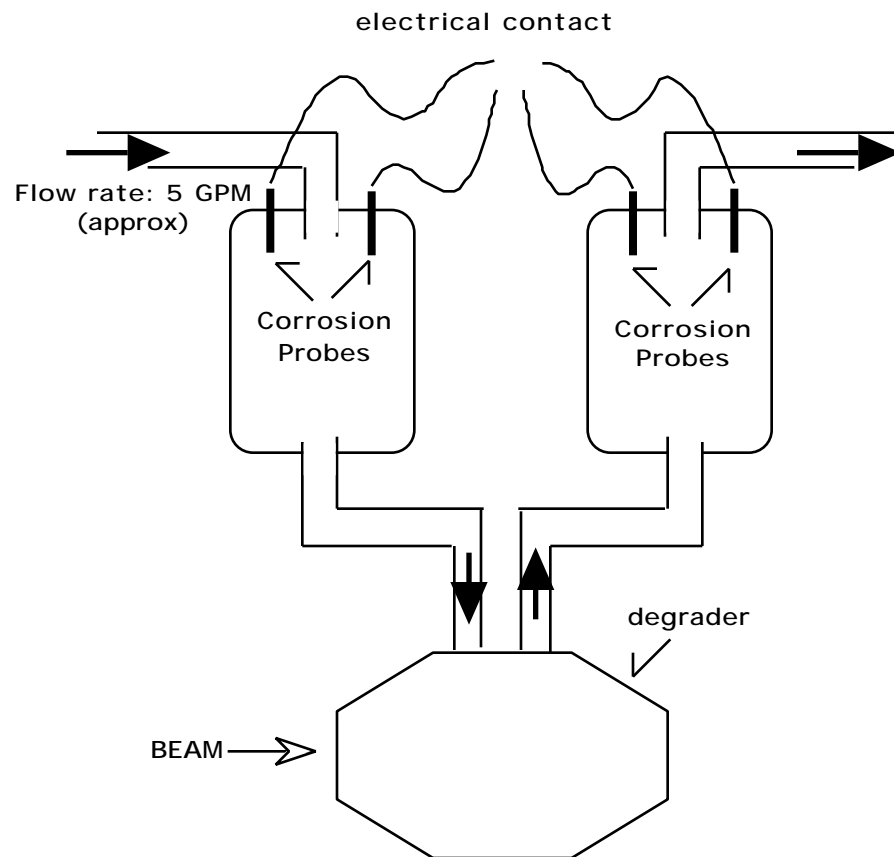 electrical contact
Flow rate: 5 GPM
(approx)
Corrosion
Probes
Corrosion
Probes
degrader
BEAM